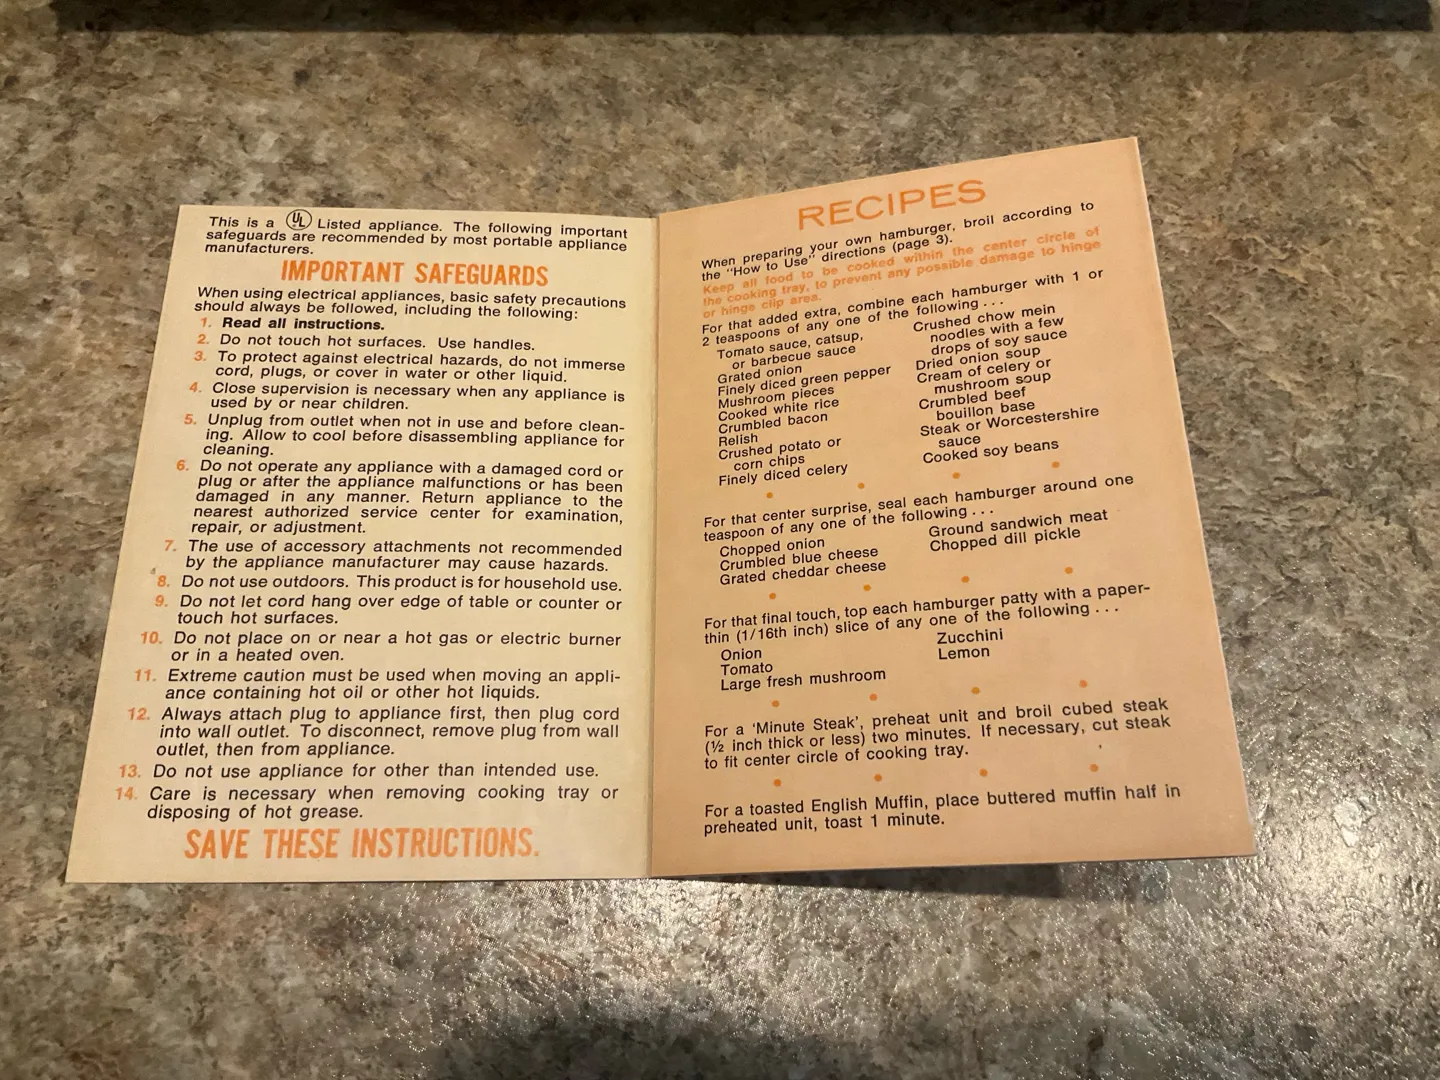 This is a UL Listed appliance. The following important
safeguards are recommended by most portable appliance
manufacturers.
IMPORTANT SAFEGUARDS
When using electrical appliances, basic safety precautions
should always be followed, including the following:
1. Read all instructions.
2. Do not touch hot surfaces. Use handles.
3. To protect against electrical hazards, do not immerse
cord, plugs, or cover in water or other liquid.
4. Close supervision is necessary when any appliance is
used by or near children.
5. Unplug from outlet when not in use and before clean-
ing. Allow to cool before disassembling appliance for
cleaning.
6. Do not operate any appliance with a damaged cord or
plug or after the appliance malfunctions or has been
damaged in any manner. Return appliance to the
nearest authorized service center for examination,
repair, or adjustment.
7. The use of accessory attachments not recommended
by the appliance manufacturer may cause hazards.
8. Do not use outdoors. This product is for household use.
9. Do not let cord hang over edge of table or counter or
touch hot surfaces.
10. Do not place on or near a hot gas or electric burner
or in a heated oven.
11. Extreme caution must be used when moving an appli-
ance containing hot oil or other hot liquids.
12. Always attach plug to appliance first, then plug cord
into wall outlet. To disconnect, remove plug from wall
outlet, then from appliance.
13. Do not use appliance for other than intended use.
14. Care is necessary when removing cooking tray or
disposing of hot grease.
SAVE THESE INSTRUCTIONS.
RECIPES
When preparing your own hamburger, broil according to
the "How to Use" directions (page 3).
Keep all food to be cooked within the center circle of
the cooking tray, to prevent any possible damage to hinge
or hinge clip area.
For that added extra, combine each hamburger with 1 or
2 teaspoons of any one of the following . . .
Tomato sauce, catsup,
or barbecue sauce
Grated onion
Finely diced green pepper
Mushroom pieces
Cooked white rice
Crumbled bacon
Relish
Crushed potato or
corn chips
Finely diced celery
Crushed chow mein
noodles with a few
drops of soy sauce
Dried onion soup
Cream of celery or
mushroom soup
Crumbled beef
bouillon base
Steak or Worcestershire
sauce
Cooked soy beans
For that center surprise, seal each hamburger around one
teaspoon of any one of the following . . .
Chopped onion
Crumbled blue cheese
Grated cheddar cheese
Ground sandwich meat
Chopped dill pickle
For that final touch, top each hamburger patty with a paper-
thin (1/16th inch) slice of any one of the following . . .
Onion
Tomato
Large fresh mushroom
Zucchini
Lemon
For a 'Minute Steak', preheat unit and broil cubed steak
(½ inch thick or less) two minutes. If necessary, cut steak
to fit center circle of cooking tray.
For a toasted English Muffin, place buttered muffin half in
preheated unit, toast 1 minute.